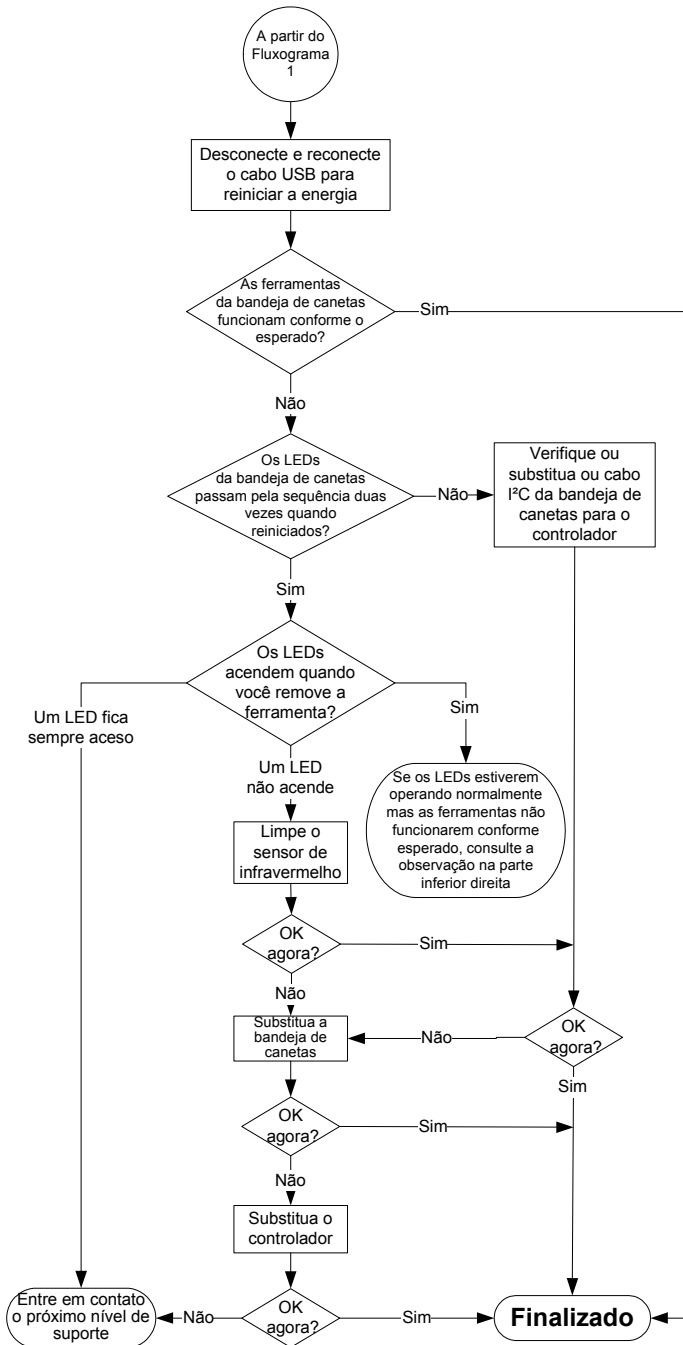 A partir do
Fluxograma
1
Desconecte e reconecte
o cabo USB para
reiniciar a energia
As ferramentas
da bandeja de canetas
funcionam conforme o
esperado?
Sim
Não
Os LEDs
da bandeja de canetas
passam pela sequência duas
vezes quando
reiniciados?
Não
Verifique ou
substitua ou cabo
I²C da bandeja de
canetas para o
controlador
Sim
Os LEDs
acendem quando
você remove a
ferramenta?
Um LED fica
sempre aceso
Sim
Um LED
não acende
Se os LEDs estiverem
operando normalmente
mas as ferramentas não
funcionarem conforme
esperado, consulte a
observação na parte
inferior direita
Limpe o
sensor de
infravermelho
OK
agora?
Sim
Não
Substitua a
bandeja de
canetas
Não
OK
agora?
Sim
OK
agora?
Sim
Não
Substitua o
controlador
Entre em contato
o próximo nível de
suporte
Não
OK
agora?
Sim
Finalizado